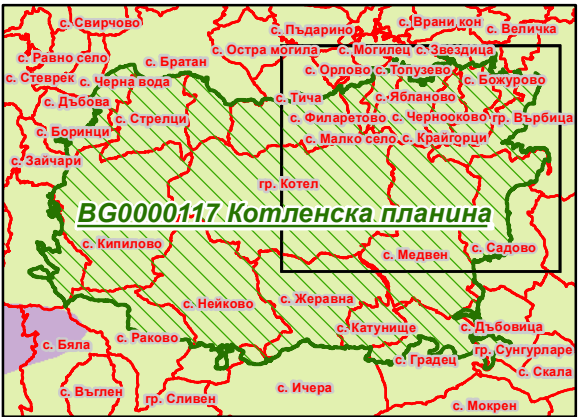 с. Свирчово
с. Пъдарино
с. Врани кон
с. Величка
с. Равно село
с. Братан
с. Остра могила
с. Могилец
с. Звездица
с. Стеврек
с. Черна вода
с. Орлово
с. Топузево
с. Божурово
с. Дъбова
с. Тича
с. Ябланово
с. Боринци
с. Стрелци
с. Филаретово
с. Чернооково
гр. Върбица
с. Зайчари
с. Малко село
с. Крайгорци
гр. Котел
BG0000117 Котленска планина
с. Кипилово
с. Медвен
с. Садово
с. Нейково
с. Жеравна
с. Катунище
с. Дъбовица
с. Бяла
с. Раково
гр. Сунгурларе
с. Градец
с. Скала
с. Въглен
гр. Сливен
с. Ичера
с. Мокрен